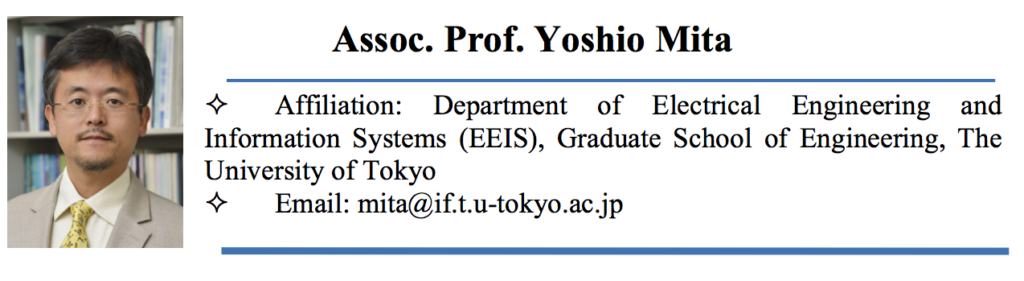 Assoc. Prof. Yoshio Mita
✧ Affiliation: Department of Electrical Engineering and
Information Systems (EEIS), Graduate School of Engineering, The
University of Tokyo
✧ Email: mita@if.t.u-tokyo.ac.jp